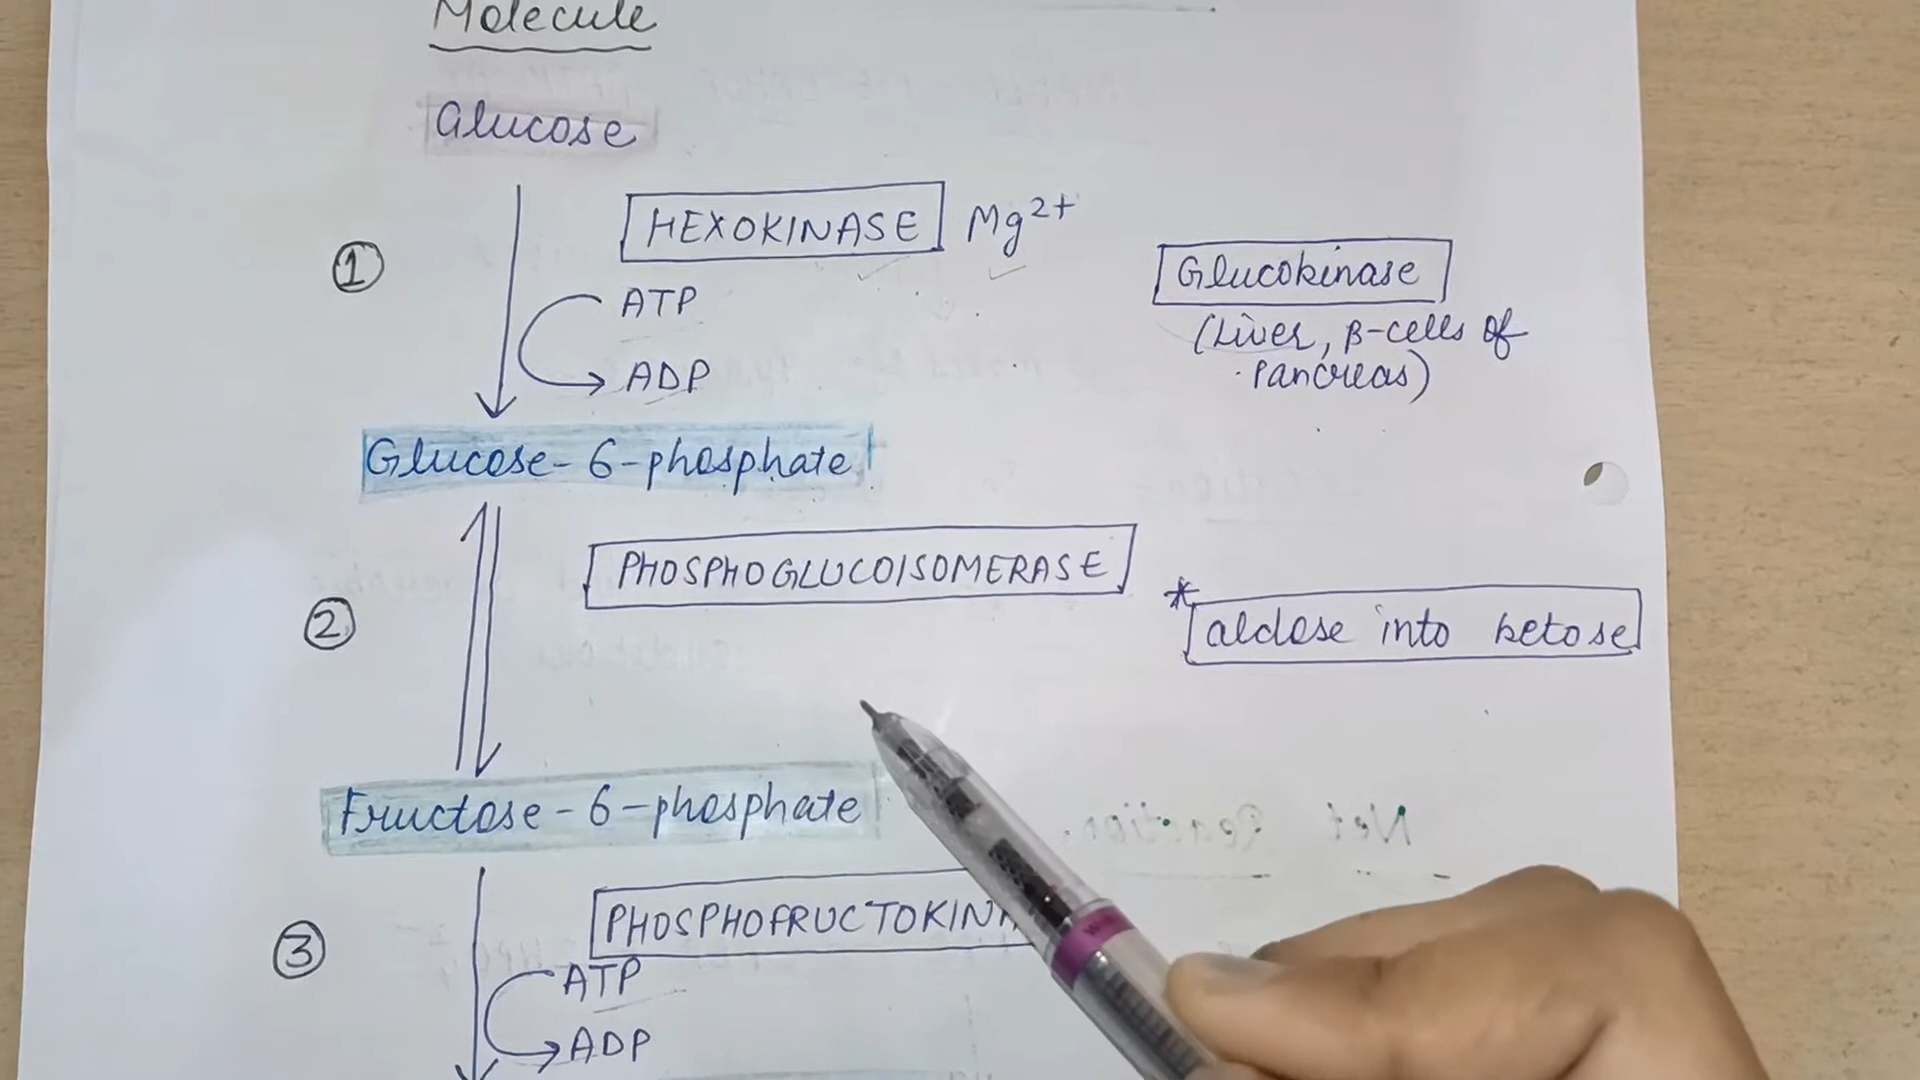 Molecule
Glucose
HEXOKINASE Mg2+
①
Glucokinase
(Liver, β-cells of
Pancreas)
ATP
ADP
Glucose-6-phosphate
PHOSPHOGLUCOISOMERASE
②
* aldose into ketose
Fructose-6-phosphate
③
ATP
ADP